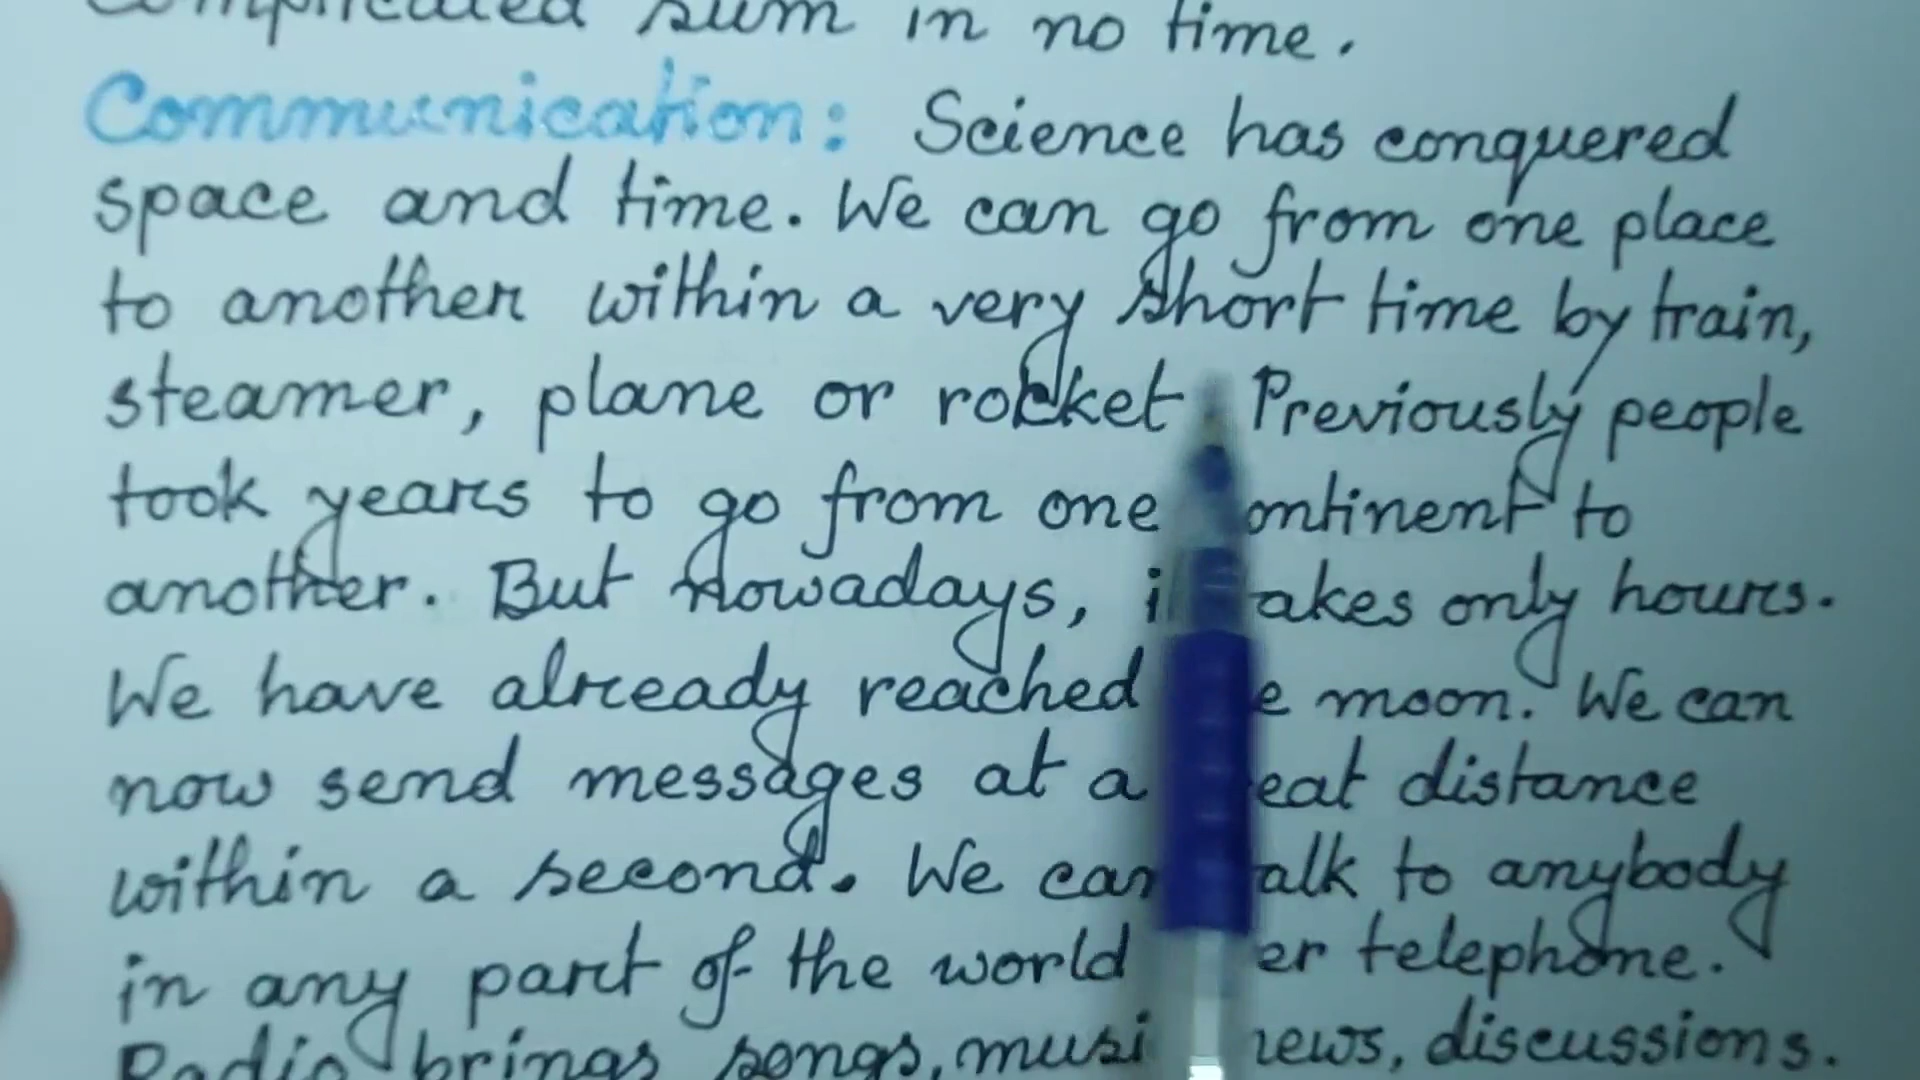 complicated sum in no time.
Communication: Science has conquered
space and time. We can go from one place
to another within a very short time by train,
steamer, plane or rocket. Previously people
took years to go from one continent to
another. But nowadays, it takes only hours.
We have already reached the moon. We can
now send messages at a great distance
within a second. We can talk to anybody
in any part of the world over telephone.
Radio brings songs, music, news, discussions.